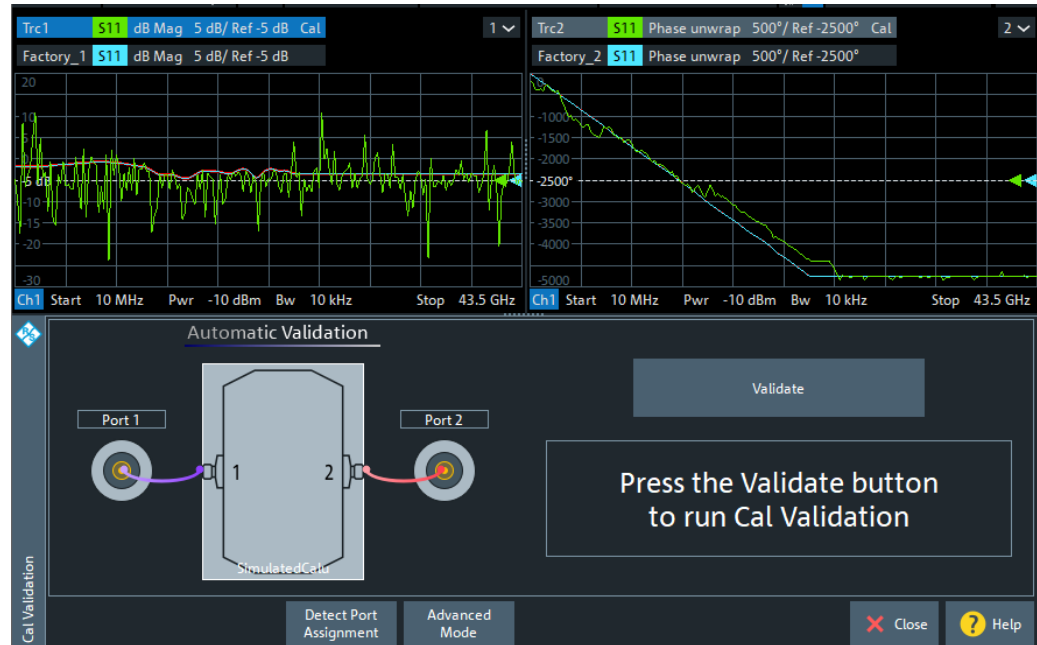 Trc1 S11 dB Mag 5 dB/ Ref -5 dB Cal 1
Factory_1 S11 dB Mag 5 dB/ Ref -5 dB
20
10
5
-5 dB
-10
-15
-20
-30
Ch1 Start 10 MHz Pwr -10 dBm Bw 10 kHz Stop 43.5 GHz
Trc2 S11 Phase unwrap 500°/ Ref -2500° Cal 2
Factory_2 S11 Phase unwrap 500°/ Ref -2500°
-1000
-1500
-2000
-2500°
-3000
-3500
-4000
-5000
Ch1 Start 10 MHz Pwr -10 dBm Bw 10 kHz Stop 43.5 GHz
Cal Validation
Automatic Validation
Port 1
Port 2
1 2
SimulatedCalu
Validate
Press the Validate button
to run Cal Validation
Detect Port
Assignment
Advanced
Mode
Close
? Help